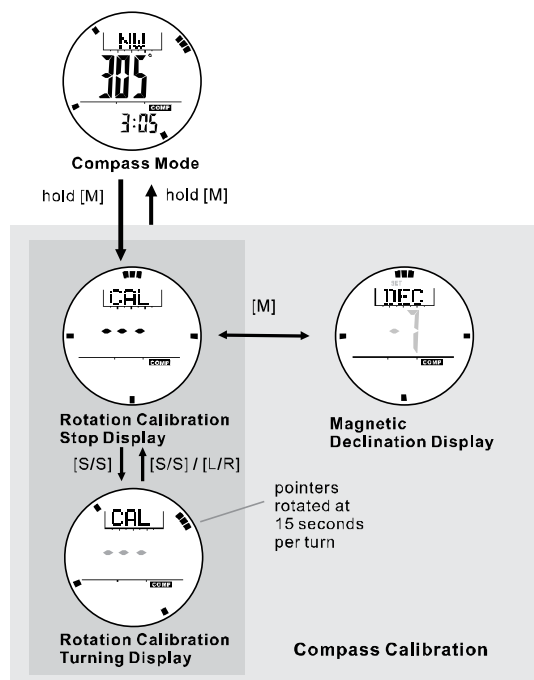 NW
305°
COMP
3:05
Compass Mode
hold [M]
hold [M]
CAL
- - -
COMP
[M]
SET
DEC
-7
COMP
Rotation Calibration
Stop Display
Magnetic
Declination Display
[S/S]
[S/S] / [L/R]
CAL
- - -
COMP
pointers
rotated at
15 seconds
per turn
Rotation Calibration
Turning Display
Compass Calibration